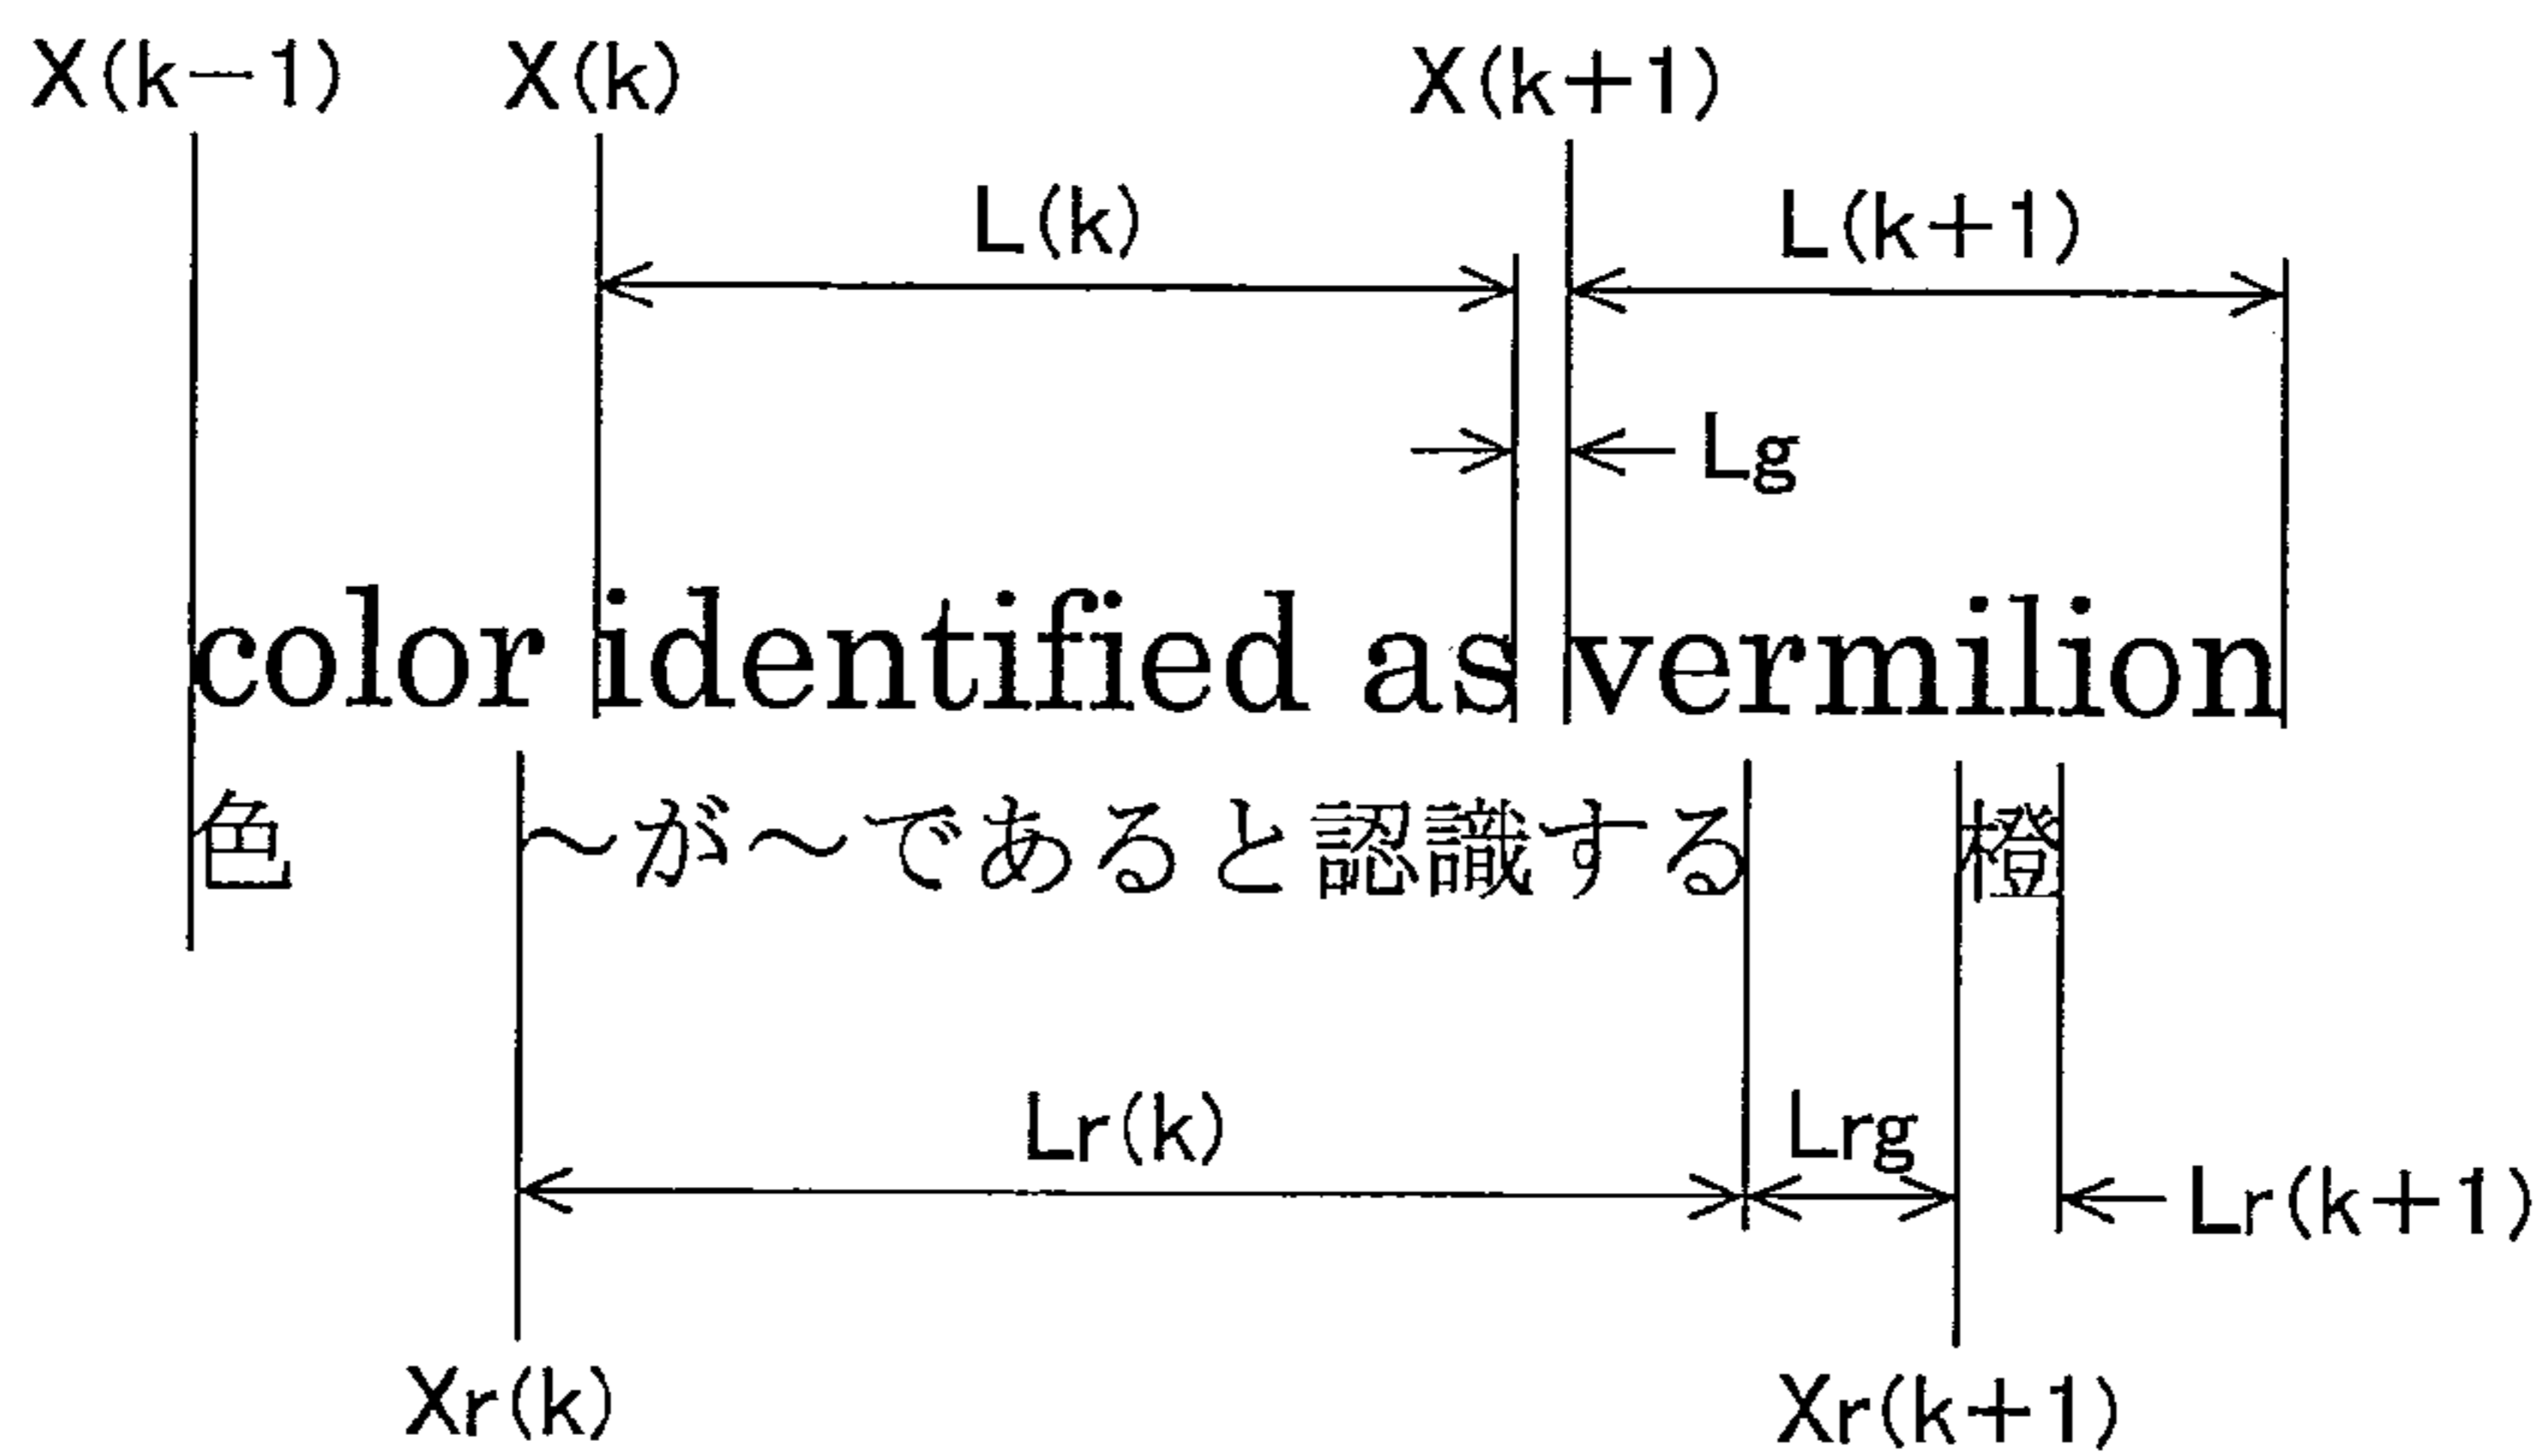 X(k−1) X(k) X(k+1)
L(k) L(k+1)
Lg
color identified as vermilion
色 ～が～であると認識する 橙
Lr(k) Lrg Lr(k+1)
Xr(k) Xr(k+1)